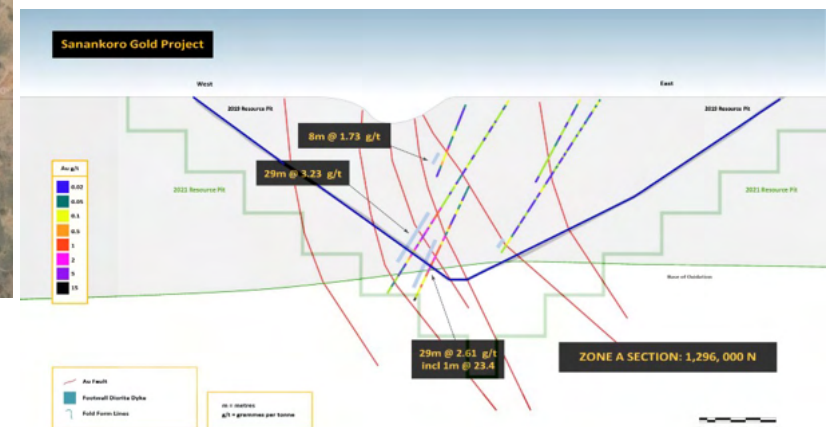 Sanankoro Gold Project
West
East
2019 Resource Pit
2019 Resource Pit
8m @ 1.73 g/t
29m @ 3.23 g/t
Au g/t
0.02
0.05
0.1
0.5
1
2
5
15
2021 Resource Pit
2021 Resource Pit
Base of Oxidation
29m @ 2.61 g/t
incl 1m @ 23.4
ZONE A SECTION: 1,296, 000 N
Au Fault
Footwall Diorite Dyke
Fold Form Lines
m = metres
g/t = grammes per tonne